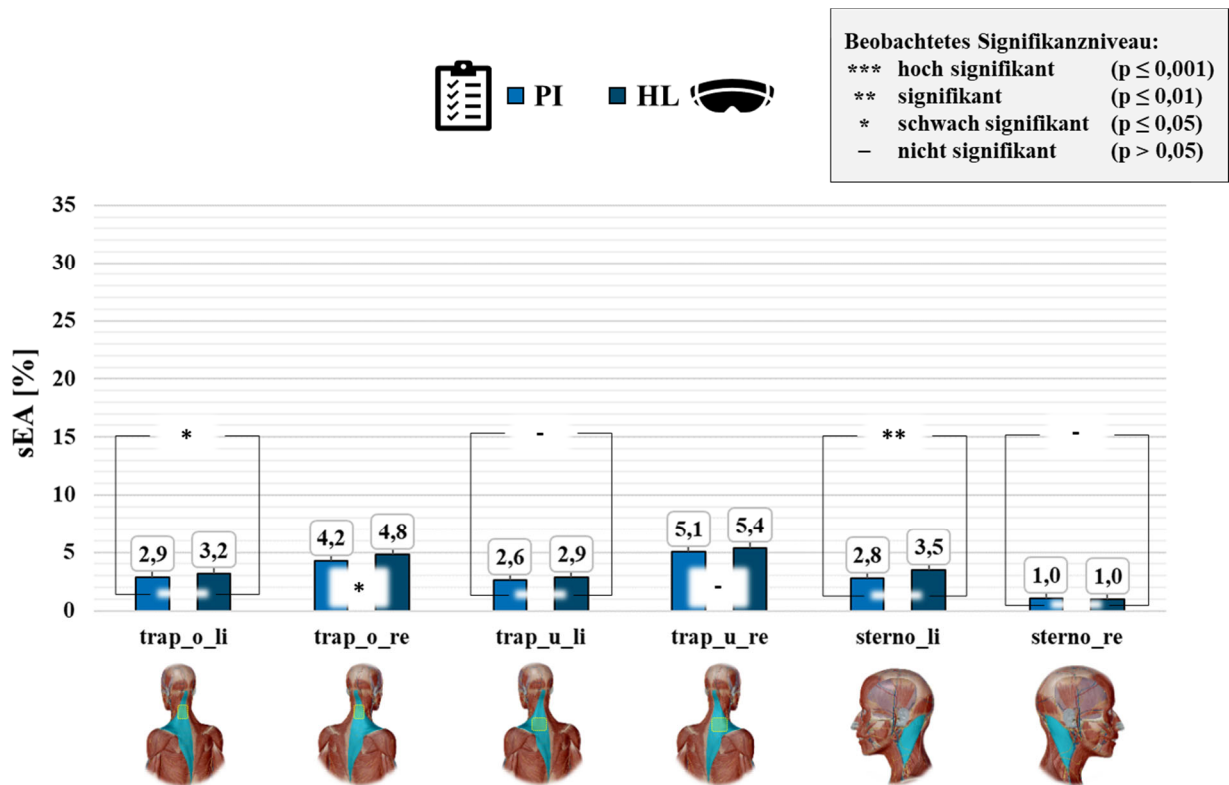 Beobachtetes Signifikanzniveau:
*** hoch signifikant (p ≤ 0,001)
** signifikant (p ≤ 0,01)
* schwach signifikant (p ≤ 0,05)
– nicht signifikant (p > 0,05)
PI HL
sEA [%]
35
30
25
20
15
10
5
0
* - ** -
2,9 3,2 4,2 4,8 2,6 2,9 5,1 5,4 2,8 3,5 1,0 1,0
* -
trap_o_li trap_o_re trap_u_li trap_u_re sterno_li sterno_re